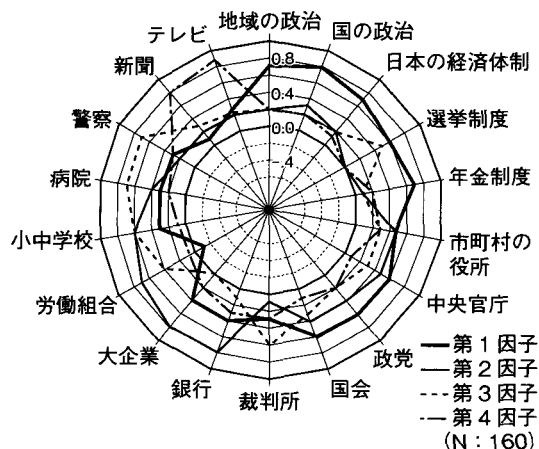 地域の政治
国の政治
日本の経済体制
選挙制度
年金制度
市町村の
役所
中央官庁
政党
国会
裁判所
銀行
大企業
労働組合
小中学校
病院
警察
新聞
テレビ
0.8
0.4
0.0
-.4
第1因子
第2因子
第3因子
第4因子
(N:160)